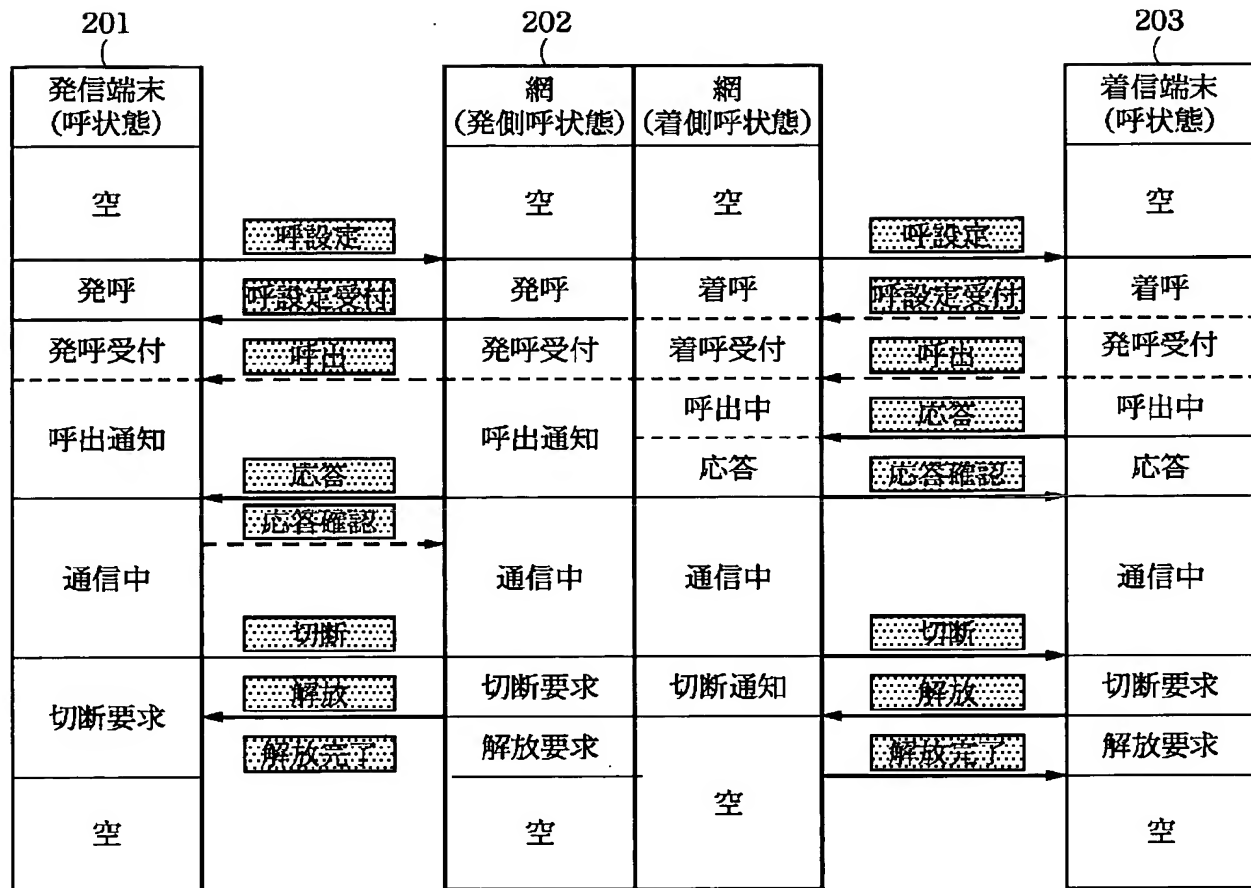 201
202
203
発信端末
(呼状態)
網
(発側呼状態)
網
(着側呼状態)
着信端末
(呼状態)
空
空
空
空
呼設定
呼設定
発呼
呼設定受付
発呼
着呼
呼設定受付
着呼
発呼受付
呼出
発呼受付
着呼受付
呼出
発呼受付
呼出通知
呼出通知
呼出中
応答
呼出中
応答
応答
応答確認
応答
応答確認
通信中
通信中
通信中
通信中
切断
切断
切断要求
解放
切断要求
切断通知
解放
切断要求
解放完了
解放要求
解放完了
解放要求
空
空
空
空